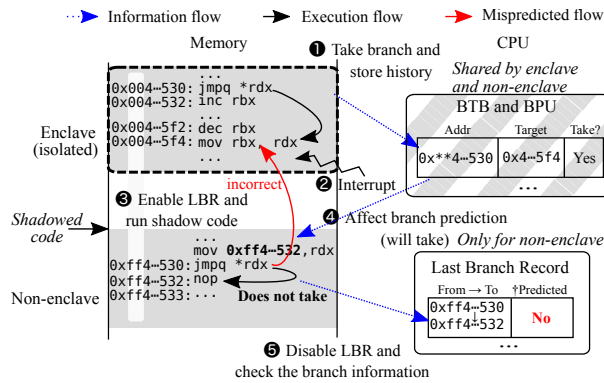 Information flow
Execution flow
Mispredicted flow
Memory
❶ Take branch and store history
CPU
Shared by enclave and non-enclave
...
0x004⋯530: jmpq *rdx
0x004⋯532: inc rbx
0x004⋯5f2: dec rbx
0x004⋯5f4: mov rbx, rdx
...
Enclave
(isolated)
BTB and BPU
Addr Target Take?
0x**4⋯530 0x4⋯5f4 Yes
...
incorrect
❷ Interrupt
❸ Enable LBR and
run shadow code
Shadowed
code
❹ Affect branch prediction
(will take)
Only for non-enclave
...
mov 0xff4⋯532,rdx
0xff4⋯530: jmpq *rdx
0xff4⋯532: nop
0xff4⋯533: ...
Does not take
Non-enclave
Last Branch Record
From → To †Predicted
0xff4⋯530
↓
0xff4⋯532
No
...
❺ Disable LBR and
check the branch information